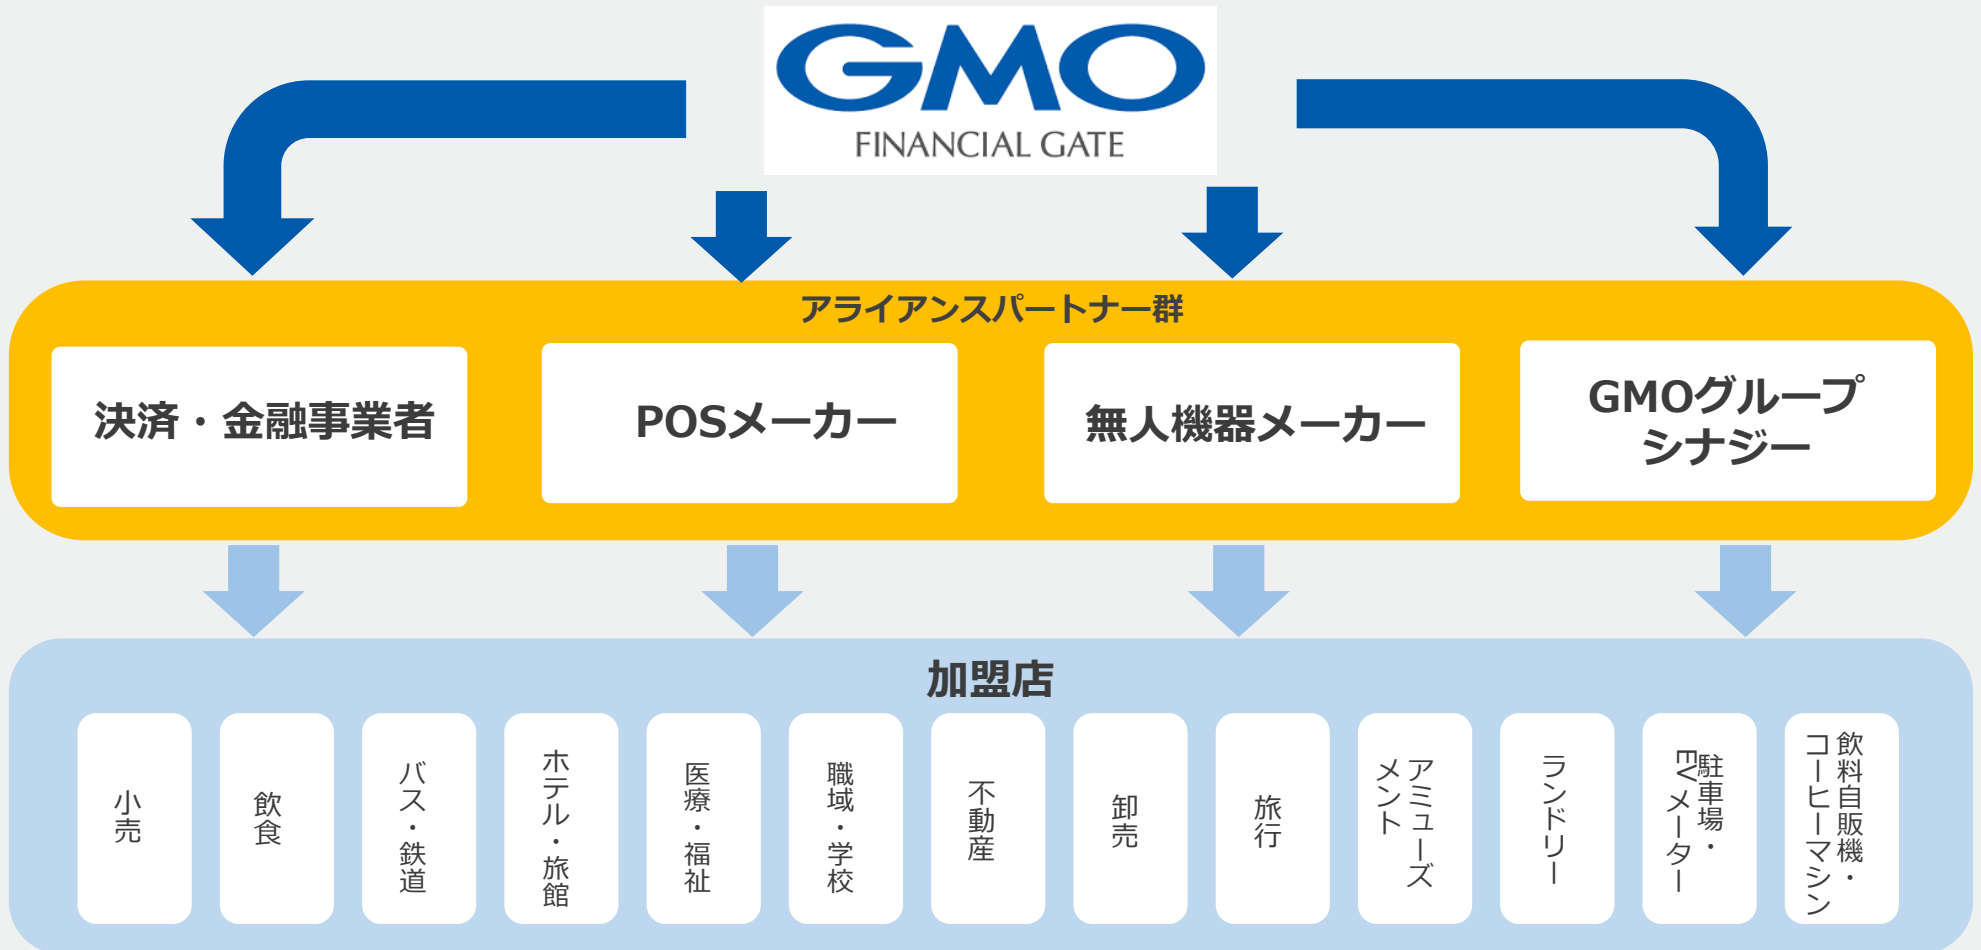 GMO
FINANCIAL GATE
アライアンスパートナー群
決済・金融事業者
POSメーカー
無人機器メーカー
GMOグループ
シナジー
加盟店
小売
飲食
バス・鉄道
ホテル・旅館
医療・福祉
職域・学校
不動産
卸売
旅行
アミューズ
メント
ランドリー
駐車場・
EVメーター
飲料自販機・
コーヒーマシン